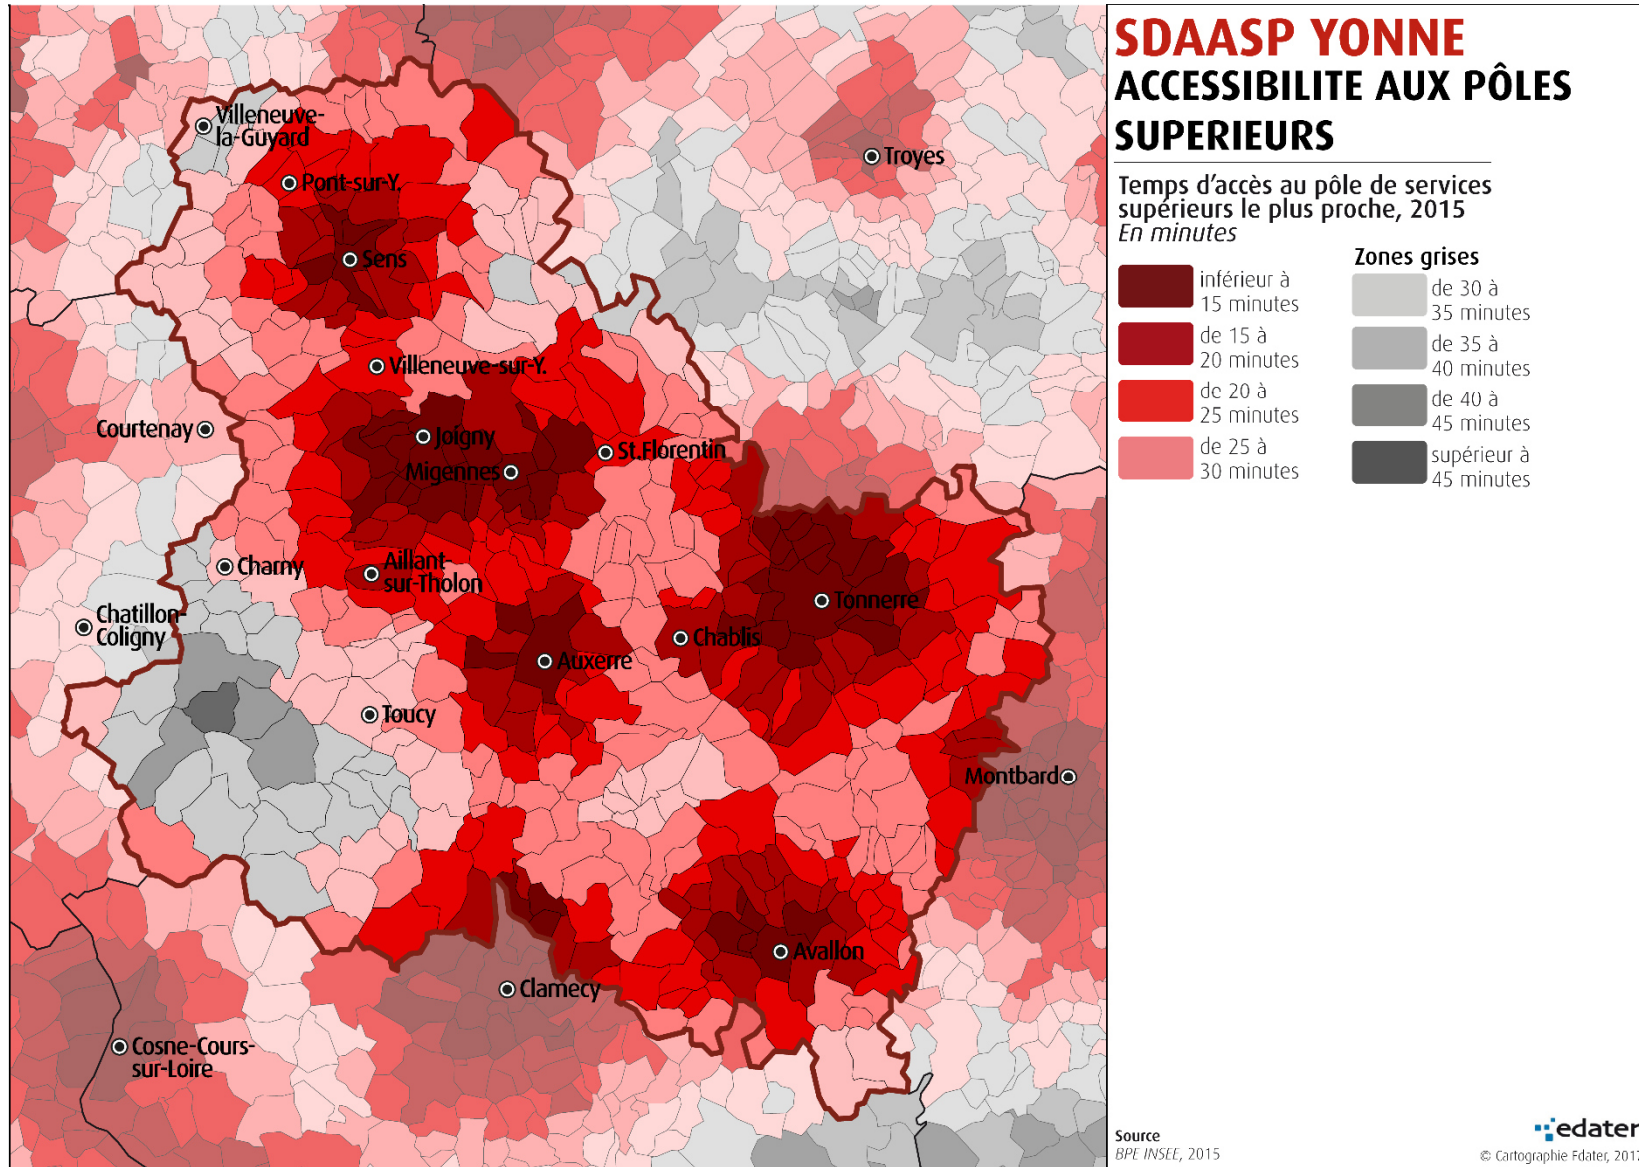 SDAASP YONNE
ACCESSIBILITE AUX PÔLES
SUPERIEURS
Temps d'accès au pôle de services
supérieurs le plus proche, 2015
En minutes
inférieur à
15 minutes
de 15 à
20 minutes
de 20 à
25 minutes
de 25 à
30 minutes
Zones grises
de 30 à
35 minutes
de 35 à
40 minutes
de 40 à
45 minutes
supérieur à
45 minutes
Villeneuve-
la-Guyard
Troyes
Pont-sur-Y.
Sens
Villeneuve-sur-Y.
Courtenay
Joigny
St.Florentin
Migennes
Charny
Aillant-
sur-Tholon
Tonnerre
Chatillon-
Coligny
Chablis
Auxerre
Toucy
Montbard
Avallon
Clamecy
Cosne-Cours-
sur-Loire
Source
BPE INSEE, 2015
edater
© Cartographie Edater, 2017